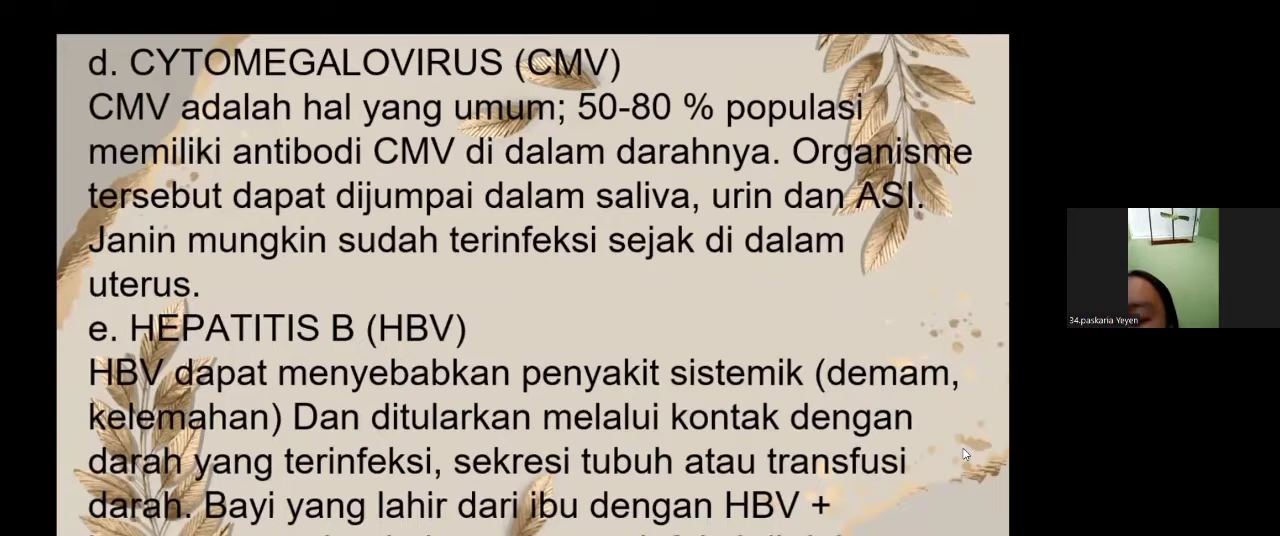 d. CYTOMEGALOVIRUS (CMV)
CMV adalah hal yang umum; 50-80 % populasi
memiliki antibodi CMV di dalam darahnya. Organisme
tersebut dapat dijumpai dalam saliva, urin dan ASI.
Janin mungkin sudah terinfeksi sejak di dalam
uterus.
e. HEPATITIS B (HBV)
HBV dapat menyebabkan penyakit sistemik (demam,
kelemahan) Dan ditularkan melalui kontak dengan
darah yang terinfeksi, sekresi tubuh atau transfusi
darah. Bayi yang lahir dari ibu dengan HBV +
34.paskaria Yeyen